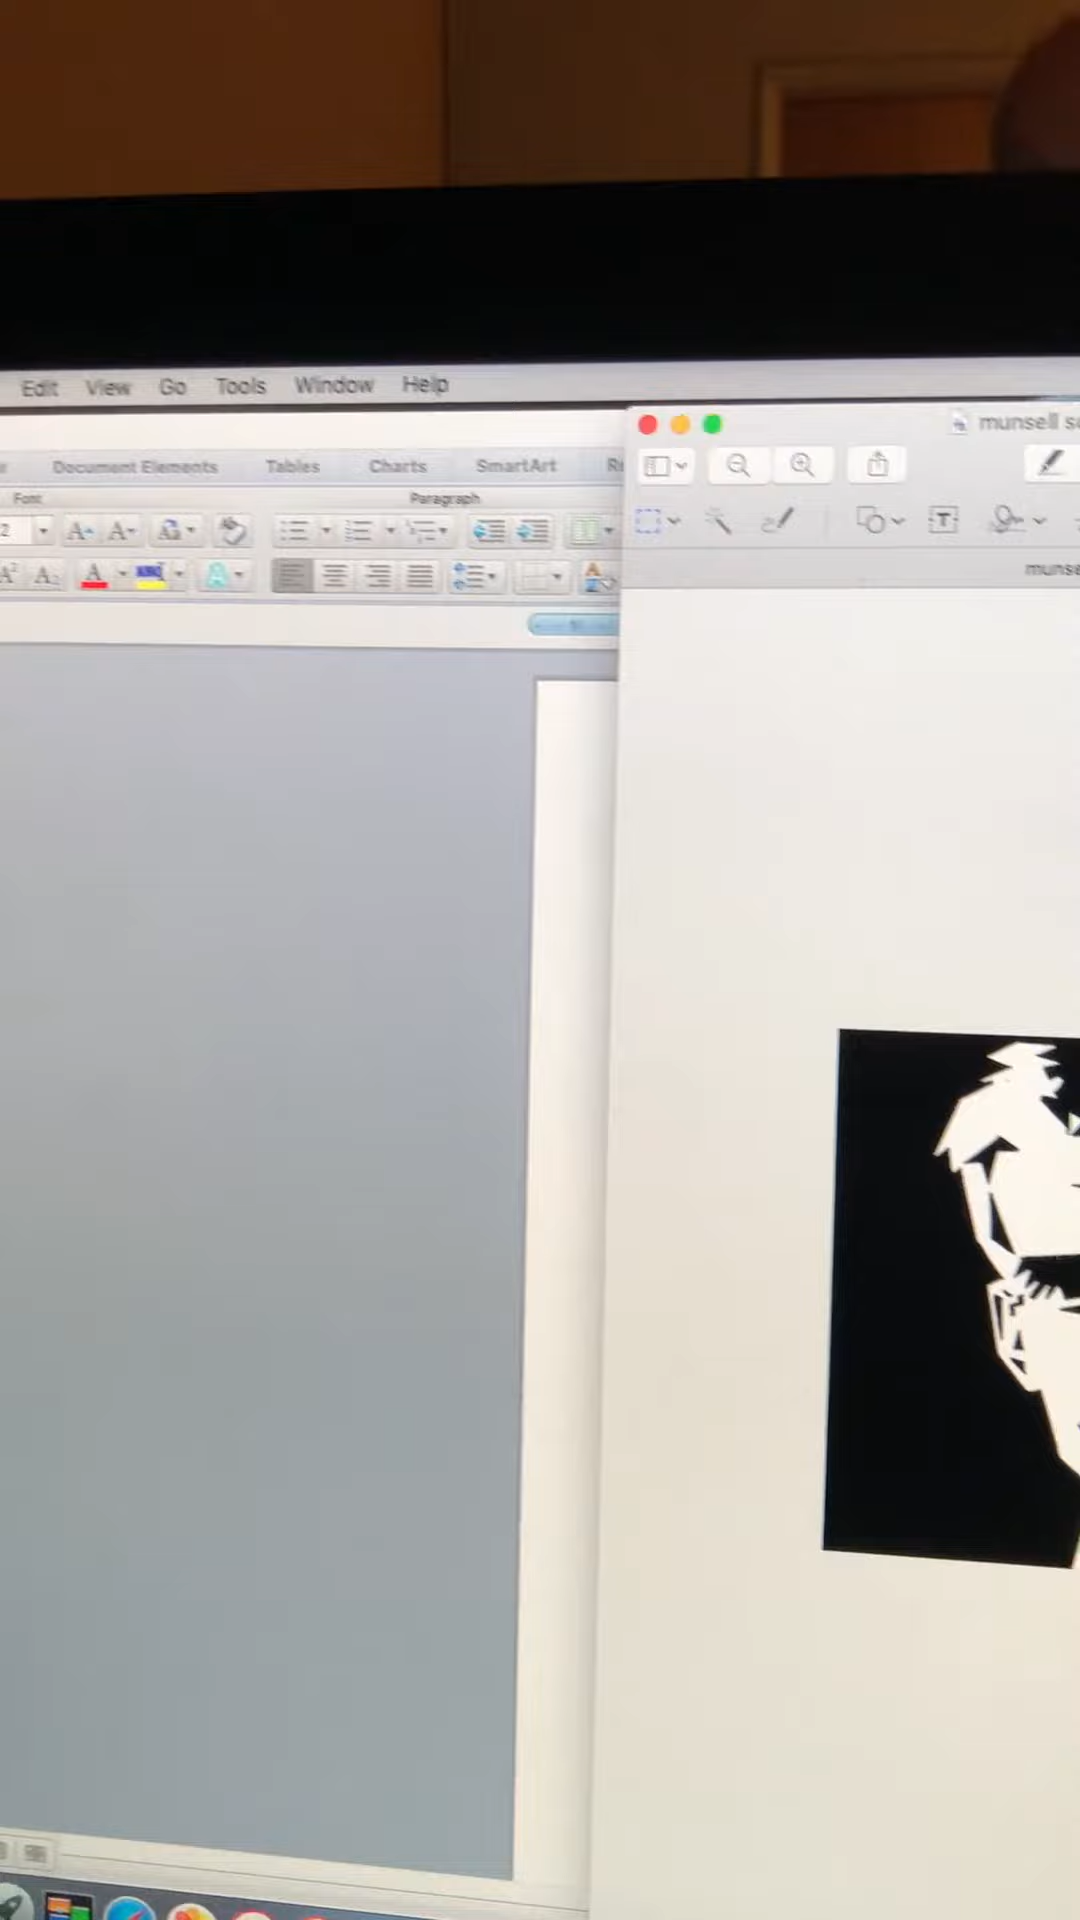 Edit View Go Tools Window Help
munsell
Document Elements Tables Charts SmartArt
Font Paragraph